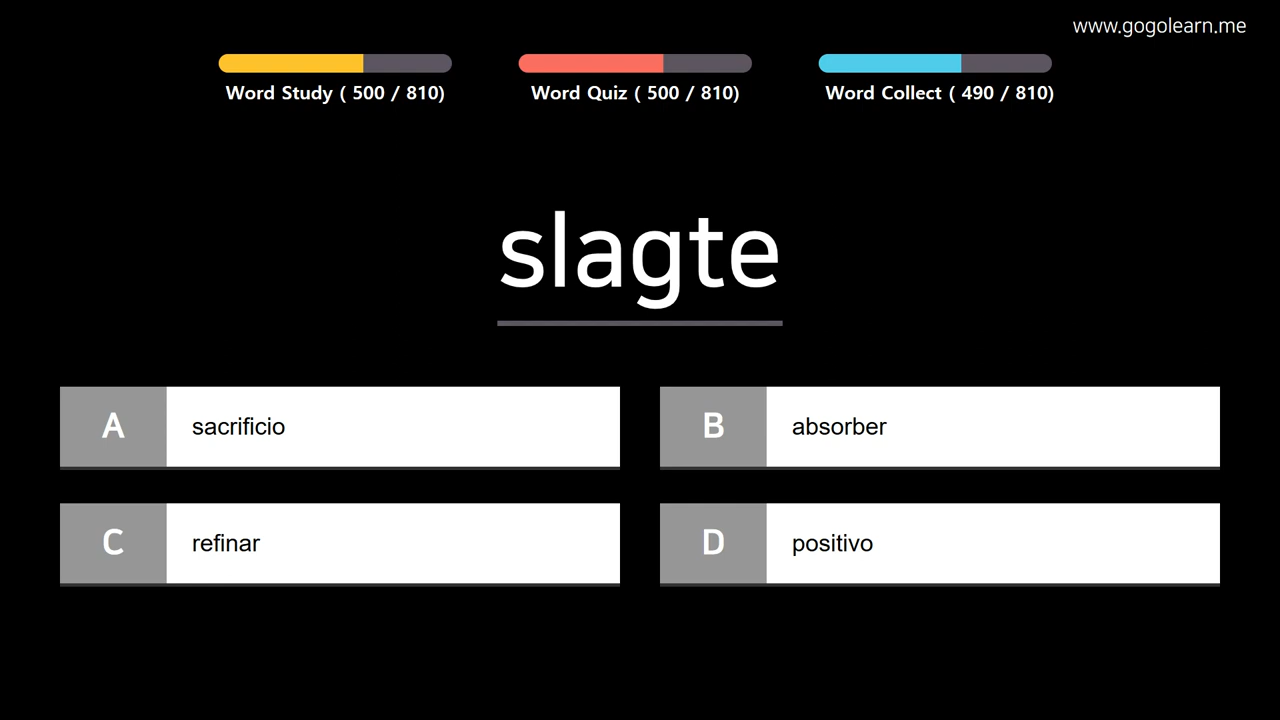 www.gogolearn.me
Word Study ( 500 / 810)
Word Quiz ( 500 / 810)
Word Collect ( 490 / 810)
slagte
A sacrificio
B absorber
C refinar
D positivo